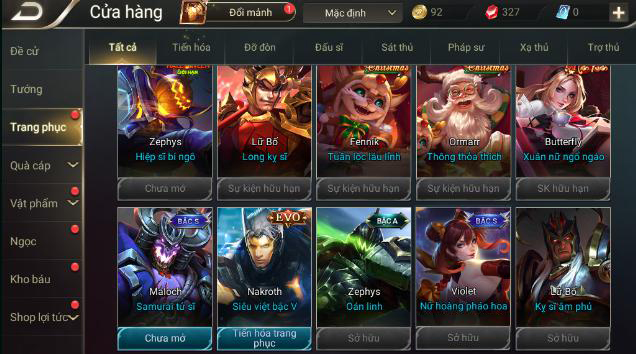 Cửa hàng
Đổi mảnh
1
Mặc định
92
327
0
Đề cử
Tướng
Trang phục
Quà cáp
Vật phẩm
Ngọc
Kho báu
Shop lợi tức
Tất cả
Tiến hóa
Đỡ đòn
Đấu sĩ
Sát thủ
Pháp sư
Xạ thủ
Trợ thủ
GIỚI HẠN
Zephys
Hiệp sĩ bí ngô
Chưa mở
Lữ Bố
Long kỵ sĩ
Sự kiện hữu hạn
Christmas
Fennik
Tuần lộc láu lỉnh
Sự kiện hữu hạn
Christmas
Ormarr
Thông thỏa thích
Sự kiện hữu hạn
Butterfly
Xuân nữ ngổ ngáo
SK hữu hạn
BẬC S
Maloch
Samurai tử sĩ
Chưa mở
EVO
Nakroth
Siêu việt bậc V
Tiến hóa trang
phục
BẬC A
Zephys
Oán linh
Sở hữu
BẬC S
Violet
Nữ hoàng pháo hoa
Sở hữu
Lữ Bố
Kỵ sĩ âm phủ
Sở hữu